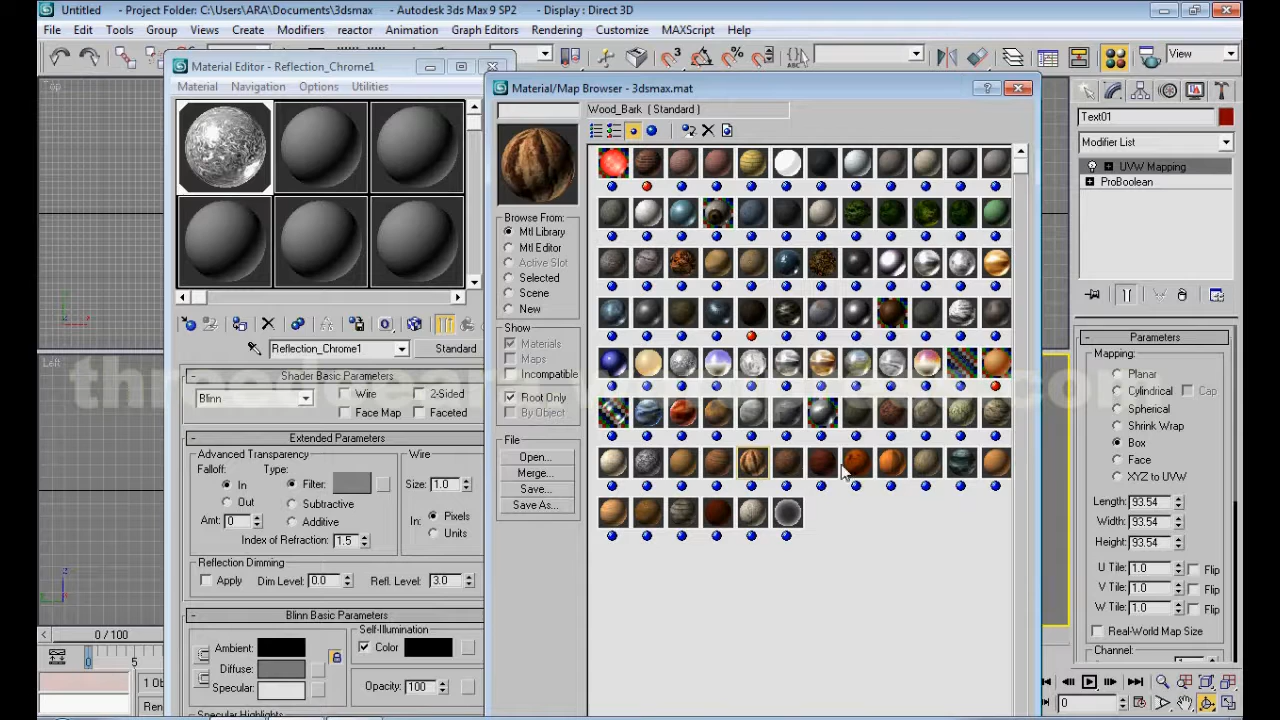 Untitled - Project Folder: C:\Users\ARA\Documents\3dsmax - Autodesk 3ds Max 9 SP2 - Display : Direct 3D
File Edit Tools Group Views Create Modifiers reactor Animation Graph Editors Rendering Customize MAXScript Help
View
Material Editor - Reflection_Chrome1
Material Navigation Options Utilities
Reflection_Chrome1 Standard
Shader Basic Parameters
Blinn Wire 2-Sided
Face Map Faceted
Extended Parameters
Advanced Transparency
Falloff: Type:
In Filter:
Out Subtractive
Amt: 0 Additive
Index of Refraction: 1.5
Wire
Size: 1.0
In: Pixels
Units
Reflection Dimming
Apply Dim Level: 0.0 Refl. Level: 3.0
Blinn Basic Parameters
Self-Illumination
Ambient: Color
Diffuse:
Specular: Opacity: 100
Specular Highlights
Material/Map Browser - 3dsmax.mat
Wood_Bark ( Standard )
Browse From:
Mtl Library
Mtl Editor
Active Slot
Selected
Scene
New
Show
Materials
Maps
Incompatible
Root Only
By Object
File
Open...
Merge...
Save...
Save As...
Text01
Modifier List
UVW Mapping
ProBoolean
Parameters
Mapping:
Planar
Cylindrical Cap
Spherical
Shrink Wrap
Box
Face
XYZ to UVW
Length: 93.54
Width: 93.54
Height: 93.54
U Tile: 1.0 Flip
V Tile: 1.0 Flip
W Tile: 1.0 Flip
Real-World Map Size
Channel:
Top
Left
0 / 100
0 5
1 Ob
0